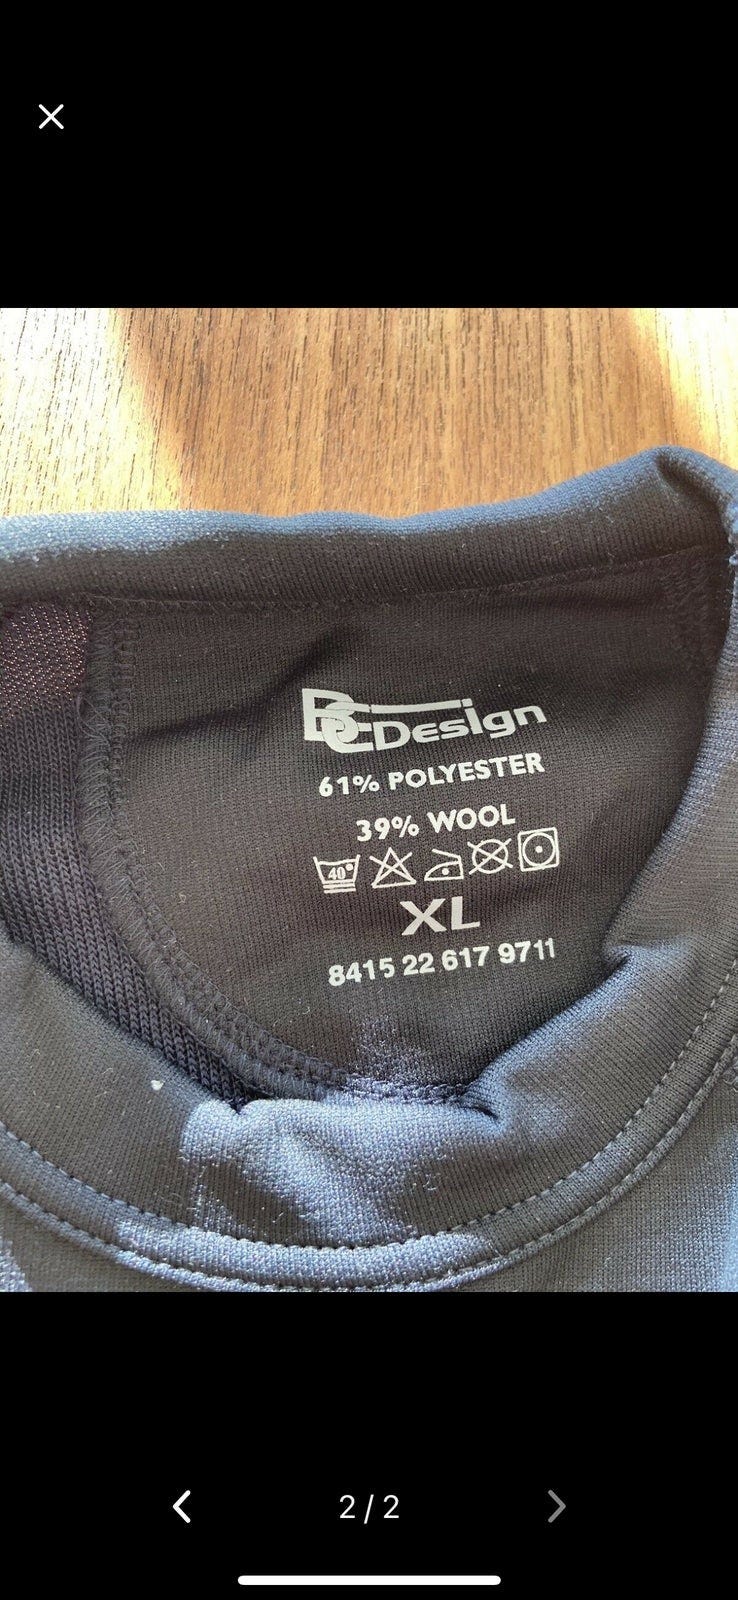 BC Design
61% POLYESTER
39% WOOL
40°
XL
8415 22 617 9711
2 / 2